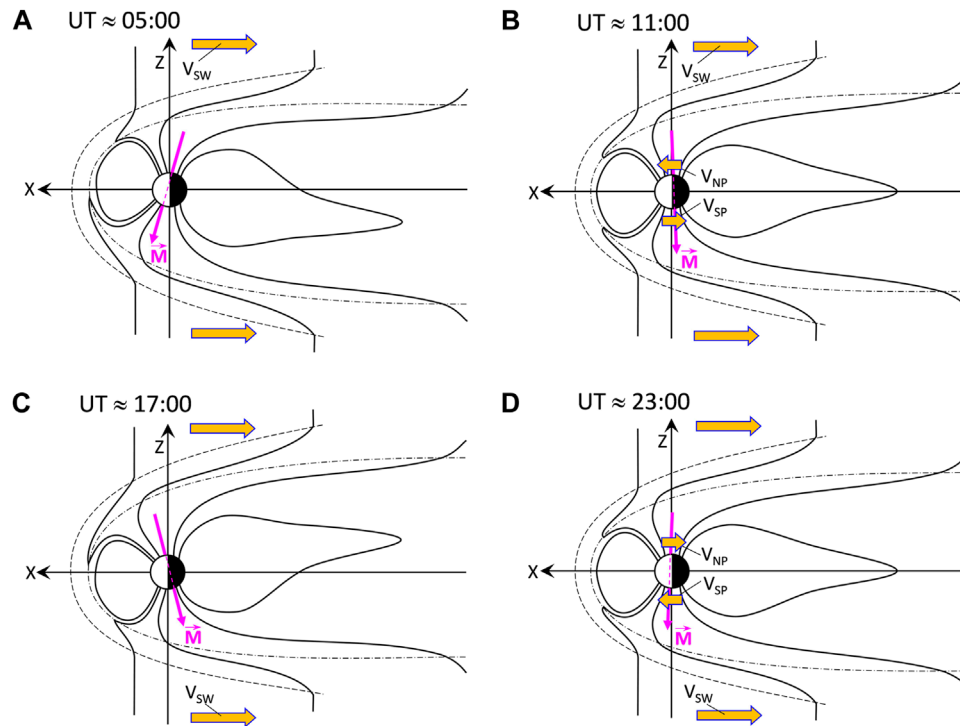 A
UT ≈ 05:00
V_SW
Z
X
M⃗
B
UT ≈ 11:00
V_SW
Z
V_NP
X
V_SP
M⃗
C
UT ≈ 17:00
Z
X
M⃗
V_SW
D
UT ≈ 23:00
Z
V_NP
X
V_SP
M⃗
V_SW